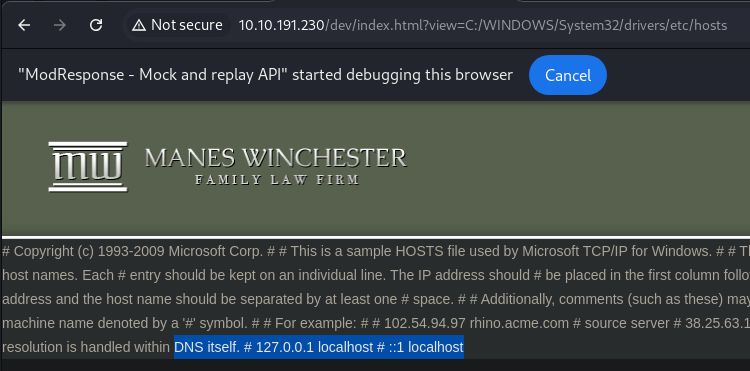 Not secure 10.10.191.230/dev/index.html?view=C:/WINDOWS/System32/drivers/etc/hosts
"ModResponse - Mock and replay API" started debugging this browser Cancel
mw MANES WINCHESTER
FAMILY LAW FIRM
# Copyright (c) 1993-2009 Microsoft Corp. # # This is a sample HOSTS file used by Microsoft TCP/IP for Windows. # #
host names. Each # entry should be kept on an individual line. The IP address should # be placed in the first column
address and the host name should be separated by at least one # space. # # Additionally, comments (such as these) may
machine name denoted by a '#' symbol. # # For example: # # 102.54.94.97 rhino.acme.com # source server # 38.25.63.1
resolution is handled within DNS itself. # 127.0.0.1 localhost # ::1 localhost